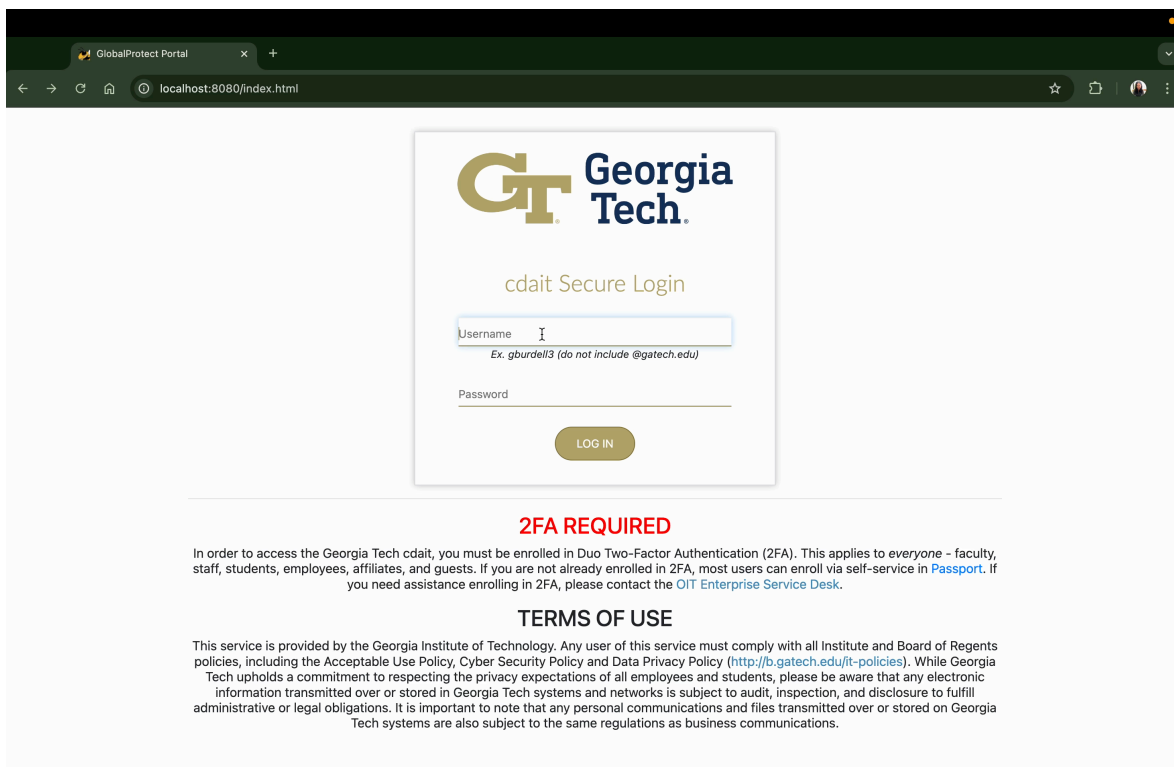 GlobalProtect Portal
localhost:8080/index.html
GT Georgia
Tech
cdait Secure Login
Username
Ex. gburdell3 (do not include @gatech.edu)
Password
LOG IN
2FA REQUIRED
In order to access the Georgia Tech cdait, you must be enrolled in Duo Two-Factor Authentication (2FA). This applies to everyone - faculty,
staff, students, employees, affiliates, and guests. If you are not already enrolled in 2FA, most users can enroll via self-service in Passport. If
you need assistance enrolling in 2FA, please contact the OIT Enterprise Service Desk.
TERMS OF USE
This service is provided by the Georgia Institute of Technology. Any user of this service must comply with all Institute and Board of Regents
policies, including the Acceptable Use Policy, Cyber Security Policy and Data Privacy Policy (http://b.gatech.edu/it-policies). While Georgia
Tech upholds a commitment to respecting the privacy expectations of all employees and students, please be aware that any electronic
information transmitted over or stored in Georgia Tech systems and networks is subject to audit, inspection, and disclosure to fulfill
administrative or legal obligations. It is important to note that any personal communications and files transmitted over or stored on Georgia
Tech systems are also subject to the same regulations as business communications.